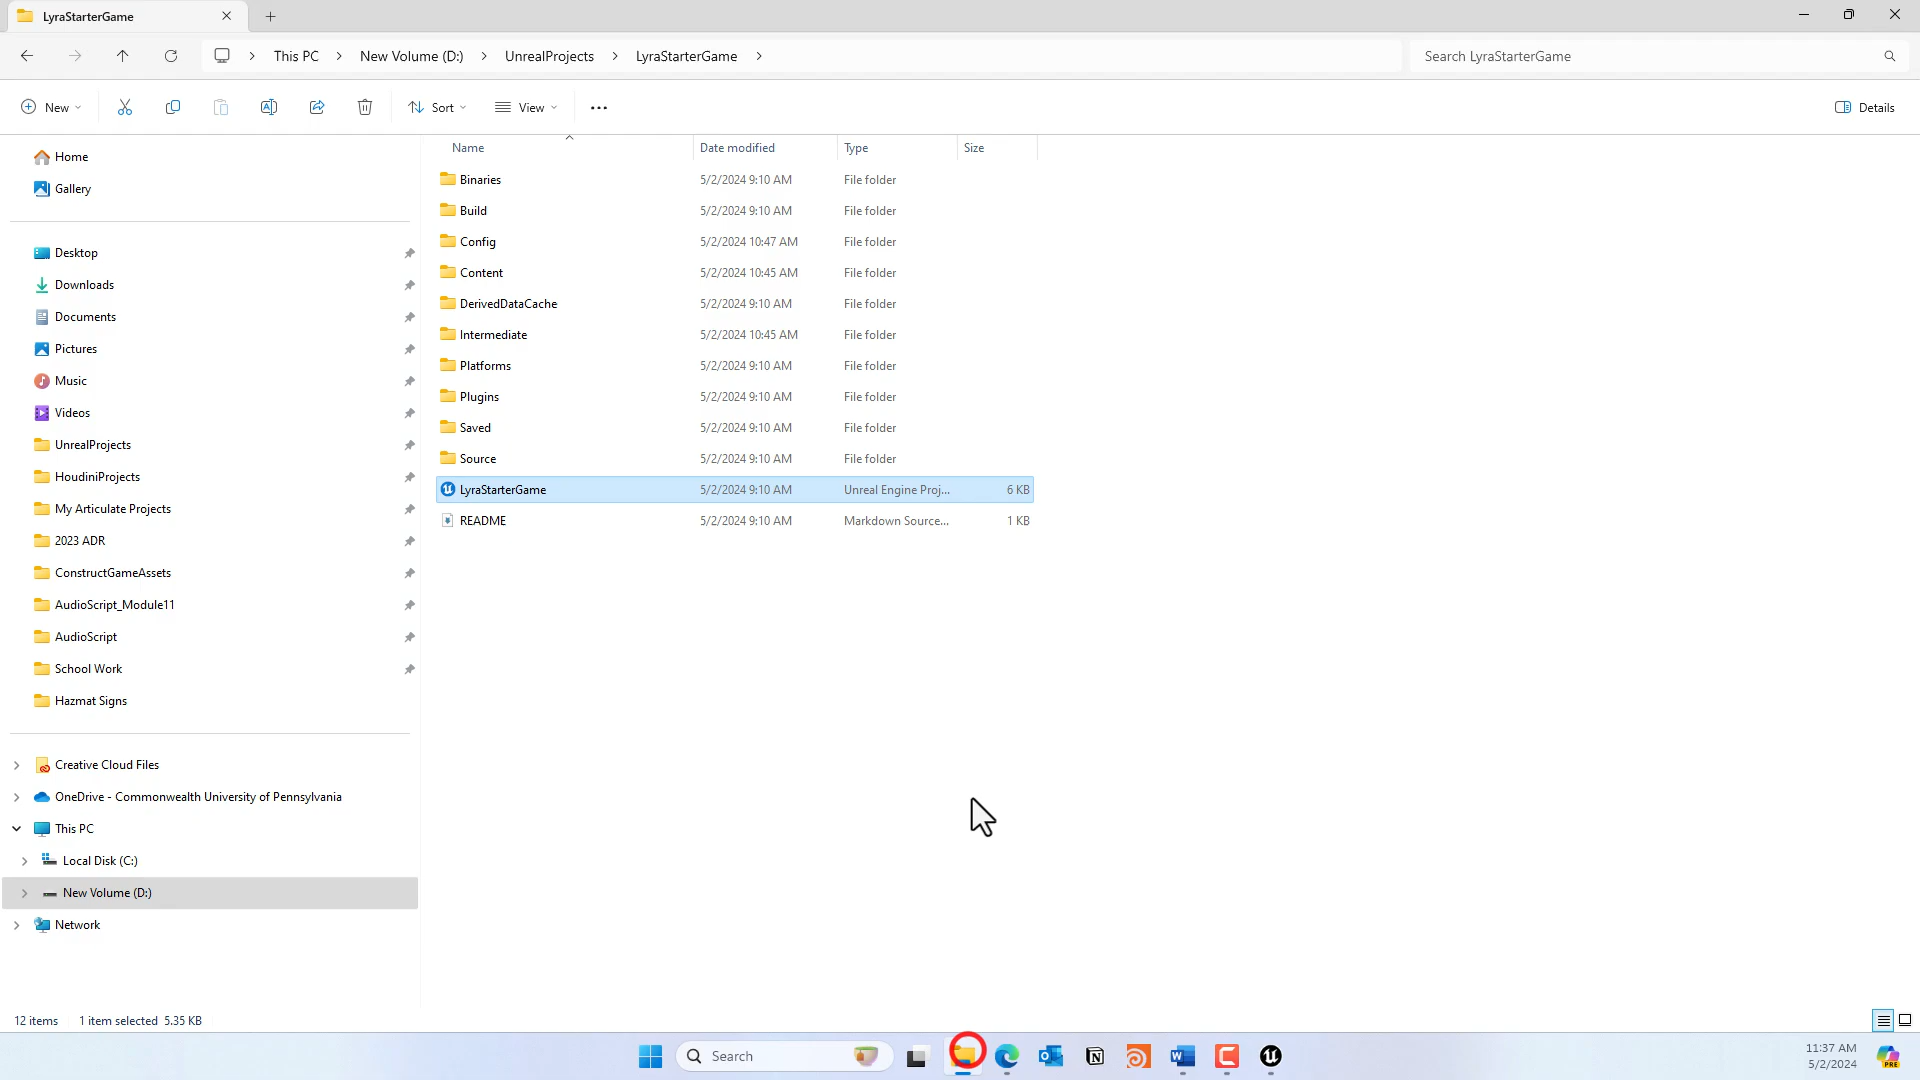 LyraStarterGame
This PC
New Volume (D:)
UnrealProjects
LyraStarterGame
Search LyraStarterGame
New
Sort
View
Details
Home
Gallery
Desktop
Downloads
Documents
Pictures
Music
Videos
UnrealProjects
HoudiniProjects
My Articulate Projects
2023 ADR
ConstructGameAssets
AudioScript_Module11
AudioScript
School Work
Hazmat Signs
Creative Cloud Files
OneDrive - Commonwealth University of Pennsylvania
This PC
Local Disk (C:)
New Volume (D:)
Network
Name Date modified Type Size
Binaries 5/2/2024 9:10 AM File folder
Build 5/2/2024 9:10 AM File folder
Config 5/2/2024 10:47 AM File folder
Content 5/2/2024 10:45 AM File folder
DerivedDataCache 5/2/2024 9:10 AM File folder
Intermediate 5/2/2024 10:45 AM File folder
Platforms 5/2/2024 9:10 AM File folder
Plugins 5/2/2024 9:10 AM File folder
Saved 5/2/2024 9:10 AM File folder
Source 5/2/2024 9:10 AM File folder
LyraStarterGame 5/2/2024 9:10 AM Unreal Engine Proj... 6 KB
README 5/2/2024 9:10 AM Markdown Source... 1 KB
12 items 1 item selected 5.35 KB
Search
11:37 AM
5/2/2024
PRE